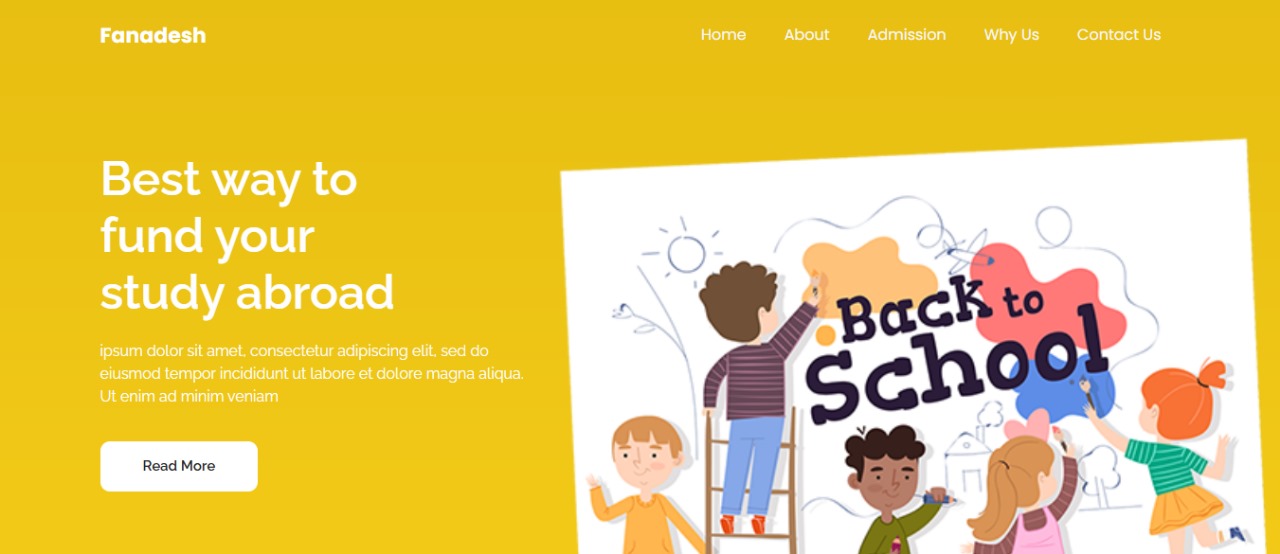 Fanadesh
Home About Admission Why Us Contact Us
Best way to
fund your
study abroad
ipsum dolor sit amet, consectetur adipiscing elit, sed do
eiusmod tempor incididunt ut labore et dolore magna aliqua.
Ut enim ad minim veniam
Read More
Back to
School